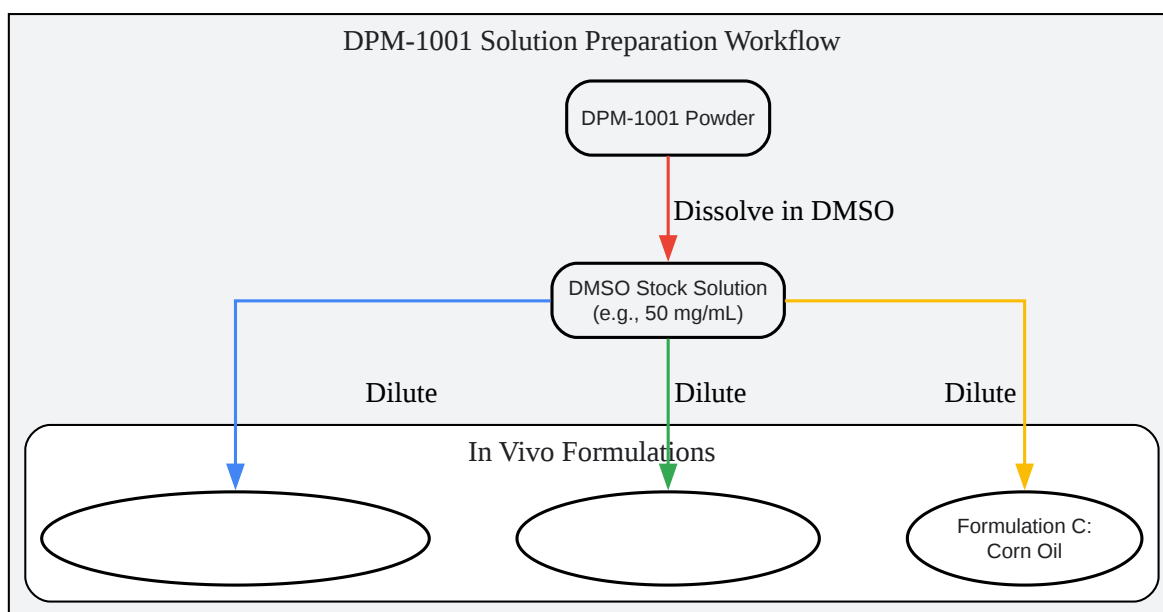 DPM-1001 Solution Preparation Workflow
DPM-1001 Powder
Dissolve in DMSO
DMSO Stock Solution
(e.g., 50 mg/mL)
Dilute
Dilute
Dilute
In Vivo Formulations
Formulation C:
Corn Oil